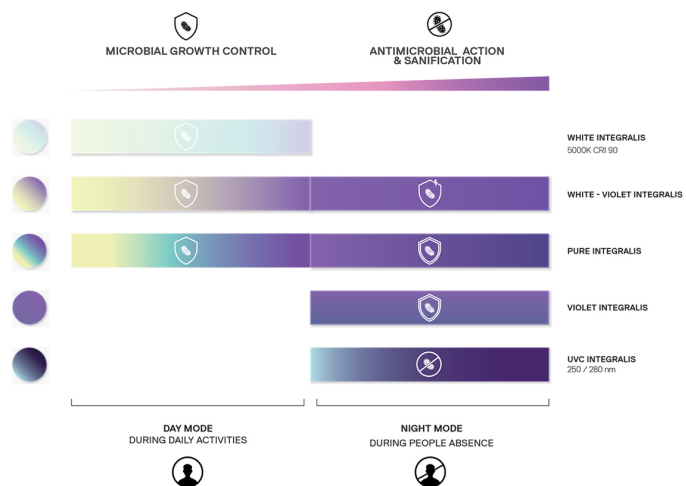 MICROBIAL GROWTH CONTROL
ANTIMICROBIAL ACTION
& SANIFICATION
WHITE INTEGRALIS
5000K CRI 90
WHITE - VIOLET INTEGRALIS
PURE INTEGRALIS
VIOLET INTEGRALIS
UVC INTEGRALIS
250 / 280 nm
DAY MODE
DURING DAILY ACTIVITIES
NIGHT MODE
DURING PEOPLE ABSENCE